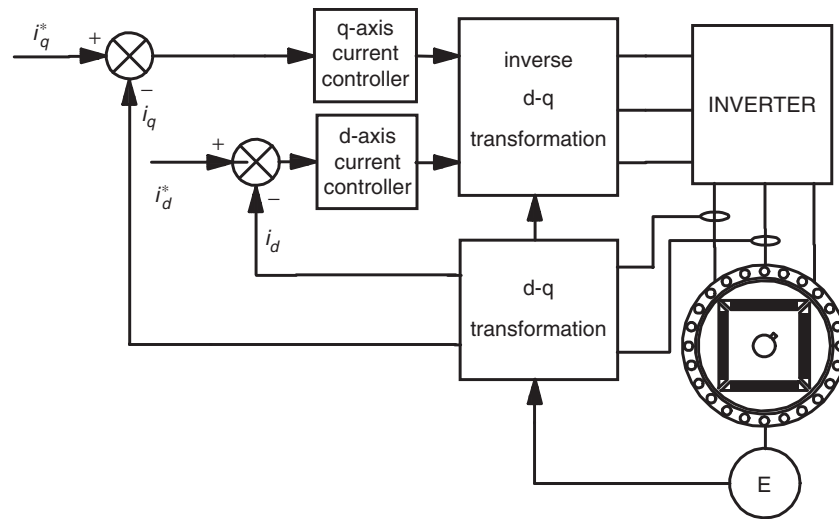 i*q
+
−
iq
q-axis
current
controller
inverse
d-q
transformation
INVERTER
+
−
i*d
id
d-axis
current
controller
d-q
transformation
E